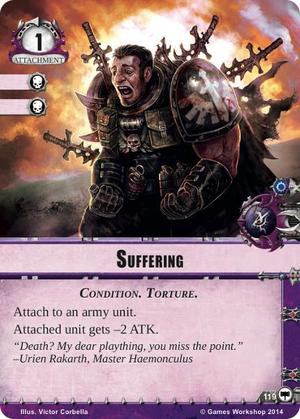 1
ATTACHMENT
SUFFERING
CONDITION. TORTURE.
Attach to an army unit.
Attached unit gets –2 ATK.
“Death? My dear plaything, you miss the point.”
–Urien Rakarth, Master Haemonculus
119
Illus. Victor Corbella
© Games Workshop 2014